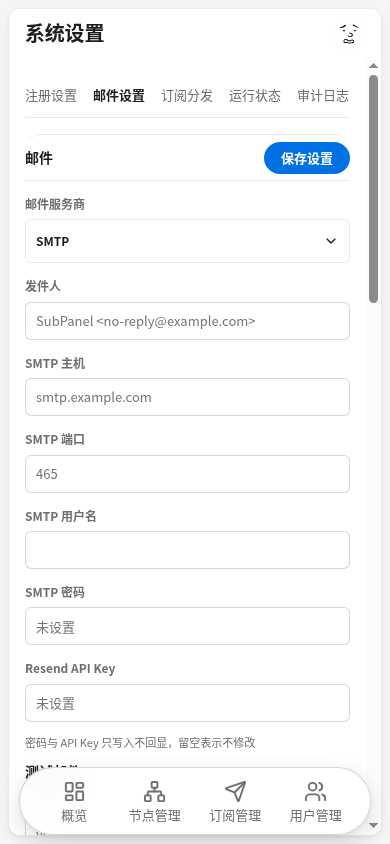 系统设置
注册设置 邮件设置 订阅分发 运行状态 审计日志
邮件
保存设置
邮件服务商
SMTP
发件人
SubPanel <no-reply@example.com>
SMTP 主机
smtp.example.com
SMTP 端口
465
SMTP 用户名
SMTP 密码
未设置
Resend API Key
未设置
密码与 API Key 只写入不回显，留空表示不修改
概览 节点管理 订阅管理 用户管理